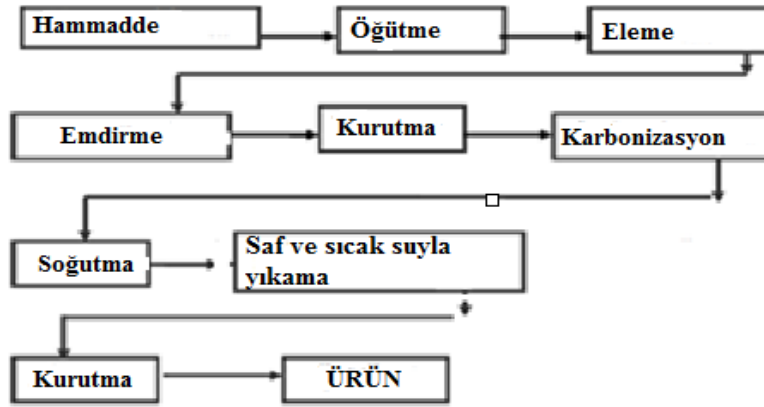 Hammadde
Öğütme
Eleme
Emdirme
Kurutma
Karbonizasyon
Soğutma
Saf ve sıcak suyla
yıkama
Kurutma
ÜRÜN